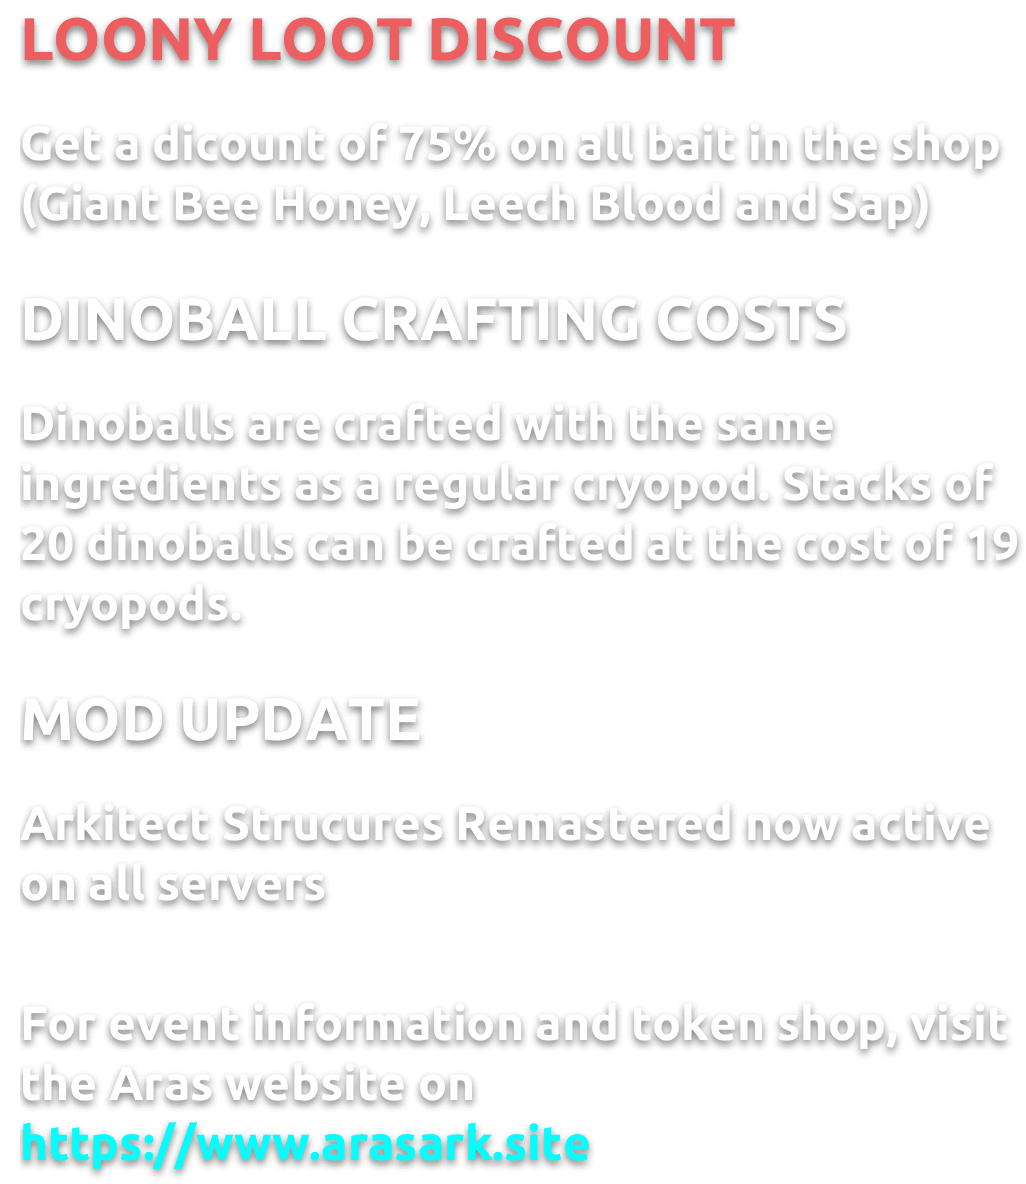 LOONY LOOT DISCOUNT
Get a dicount of 75% on all bait in the shop
(Giant Bee Honey, Leech Blood and Sap)
DINOBALL CRAFTING COSTS
Dinoballs are crafted with the same
ingredients as a regular cryopod. Stacks of
20 dinoballs can be crafted at the cost of 19
cryopods.
MOD UPDATE
Arkitect Strucures Remastered now active
on all servers
For event information and token shop, visit
the Aras website on
https://www.arasark.site